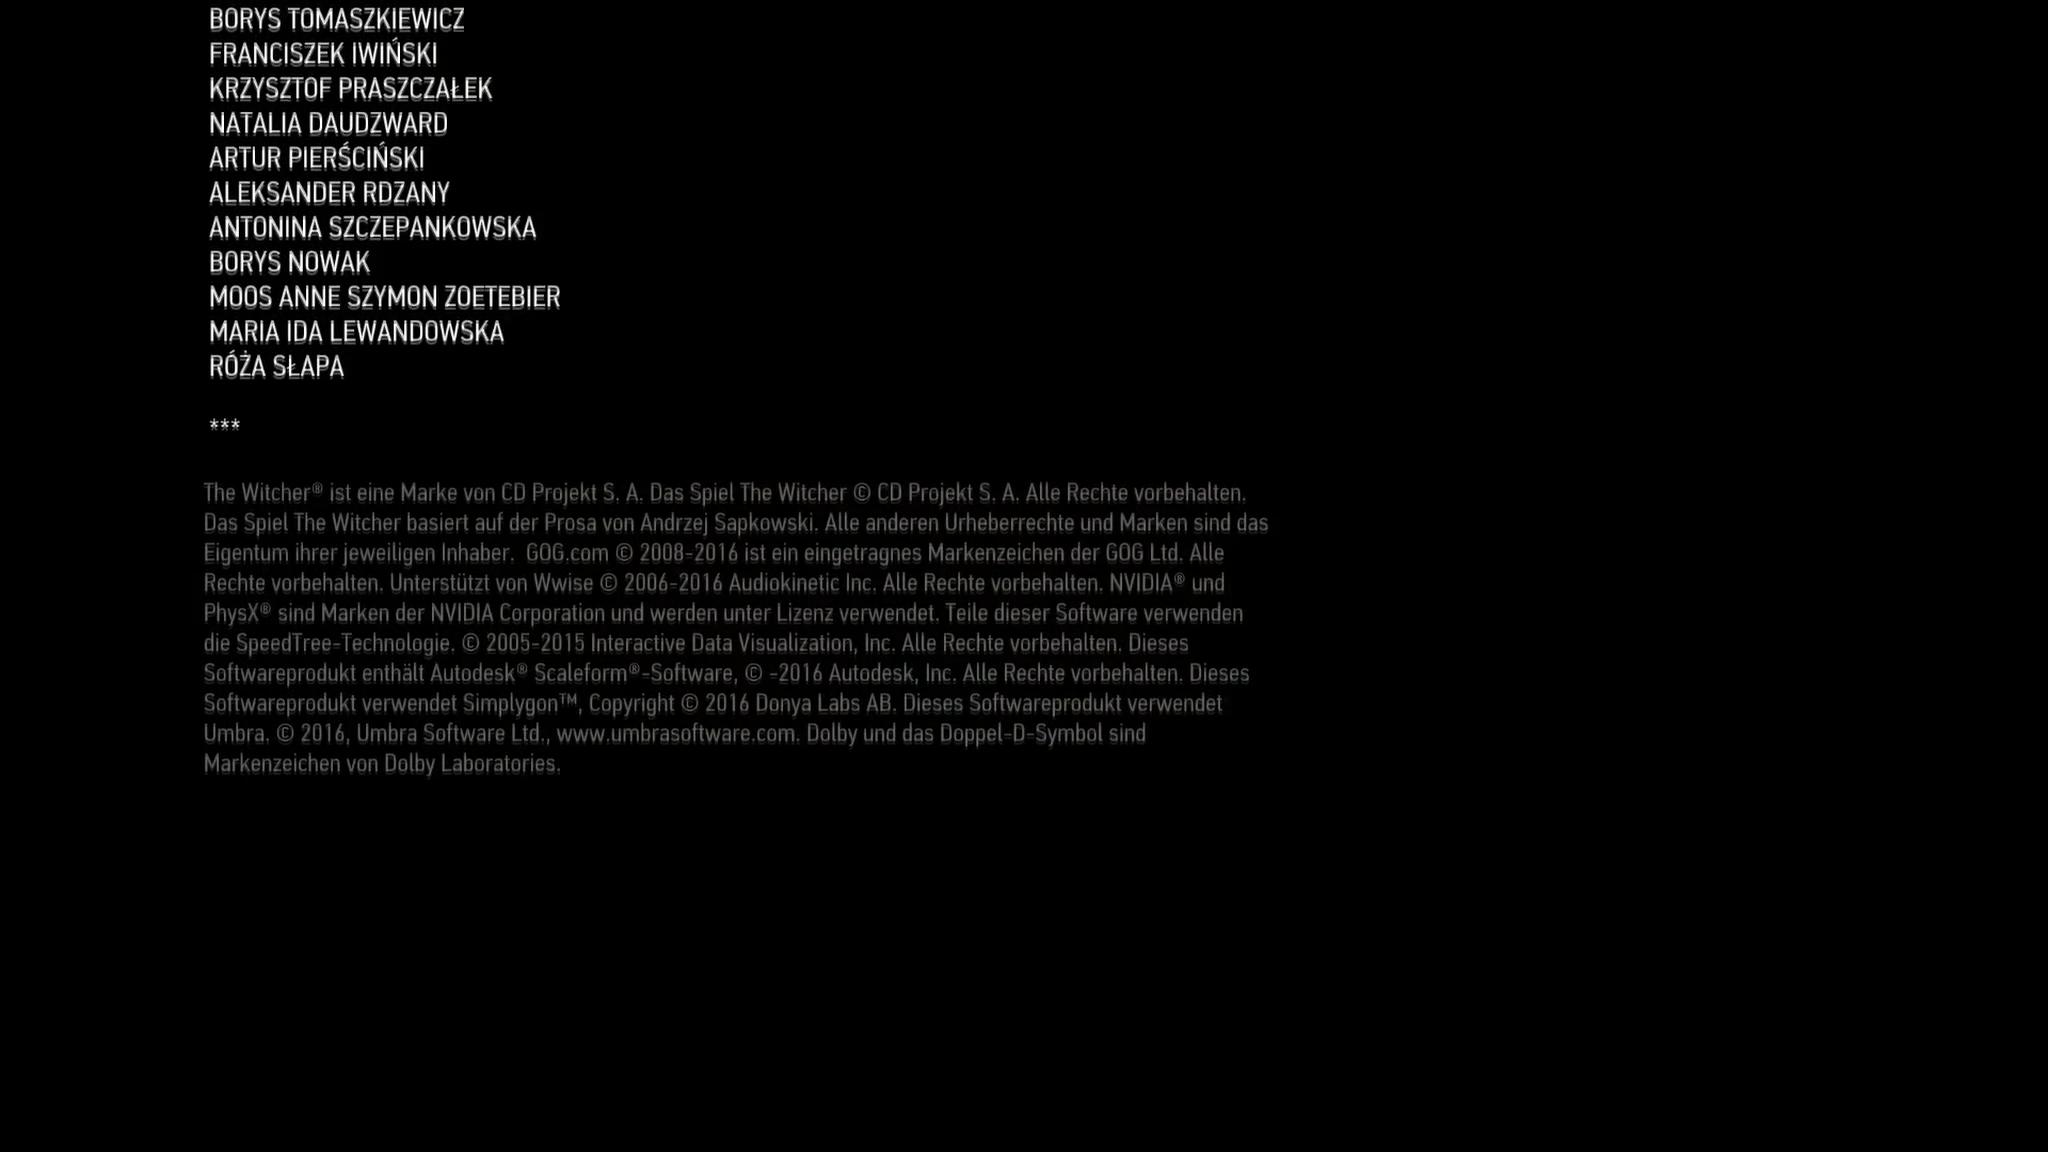 BORYS TOMASZKIEWICZ
FRANCISZEK IWIŃSKI
KRZYSZTOF PRASZCZAŁEK
NATALIA DAUDZWARD
ARTUR PIERŚCIŃSKI
ALEKSANDER RDZANY
ANTONINA SZCZEPANKOWSKA
BORYS NOWAK
MOOS ANNE SZYMON ZOETEBIER
MARIA IDA LEWANDOWSKA
RÓŻA SŁAPA
***
The Witcher® ist eine Marke von CD Projekt S. A. Das Spiel The Witcher © CD Projekt S. A. Alle Rechte vorbehalten.
Das Spiel The Witcher basiert auf der Prosa von Andrzej Sapkowski. Alle anderen Urheberrechte und Marken sind das
Eigentum ihrer jeweiligen Inhaber.  GOG.com © 2008-2016 ist ein eingetragnes Markenzeichen der GOG Ltd. Alle
Rechte vorbehalten. Unterstützt von Wwise © 2006-2016 Audiokinetic Inc. Alle Rechte vorbehalten. NVIDIA® und
PhysX® sind Marken der NVIDIA Corporation und werden unter Lizenz verwendet. Teile dieser Software verwenden
die SpeedTree-Technologie. © 2005-2015 Interactive Data Visualization, Inc. Alle Rechte vorbehalten. Dieses
Softwareprodukt enthält Autodesk® Scaleform®-Software, © -2016 Autodesk, Inc. Alle Rechte vorbehalten. Dieses
Softwareprodukt verwendet Simplygon™, Copyright © 2016 Donya Labs AB. Dieses Softwareprodukt verwendet
Umbra. © 2016, Umbra Software Ltd., www.umbrasoftware.com. Dolby und das Doppel-D-Symbol sind
Markenzeichen von Dolby Laboratories.